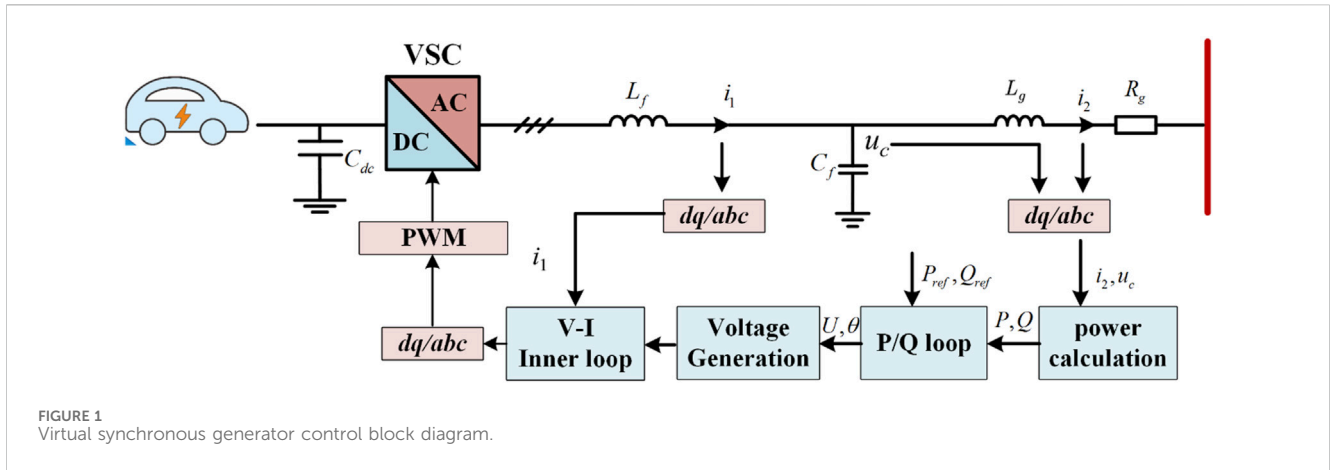 VSC
AC
DC
C_dc
L_f
i_1
u_c
C_f
L_g
i_2
R_g
dq/abc
dq/abc
PWM
i_1
P_ref, Q_ref
i_2, u_c
dq/abc
V-I
Inner loop
Voltage
Generation
U, θ
P/Q loop
P, Q
power
calculation
FIGURE 1
Virtual synchronous generator control block diagram.